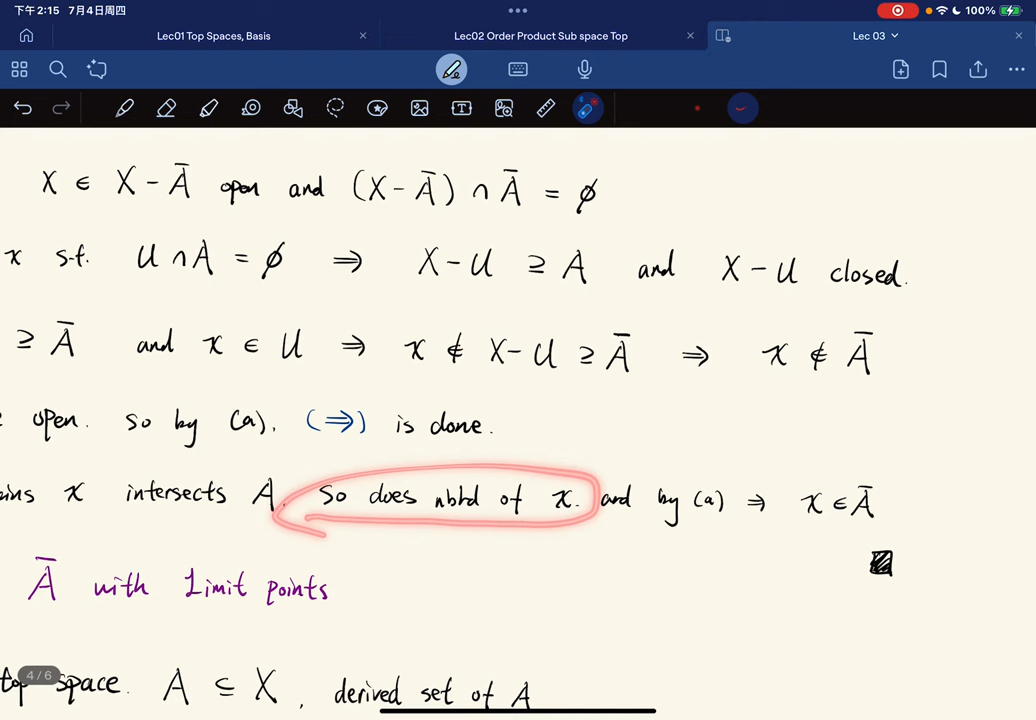 下午2:15 7月4日周四
100%
Lec01 Top Spaces, Basis
Lec02 Order Product Sub space Top
Lec 03
x ∈ X - Ā open and (X - Ā) ∩ Ā = ∅
x s.t. U ∩ A = ∅ ⇒ X - U ⊇ A and X - U closed.
⊇ Ā and x ∈ U ⇒ x ∉ X - U ⊇ Ā ⇒ x ∉ Ā
open. so by (a), (⇒) is done.
ins x intersects A. So does nbhd of x. and by (a) ⇒ x ∈ Ā
Ā with Limit points
4/6
top space. A ⊆ X, derived set of A